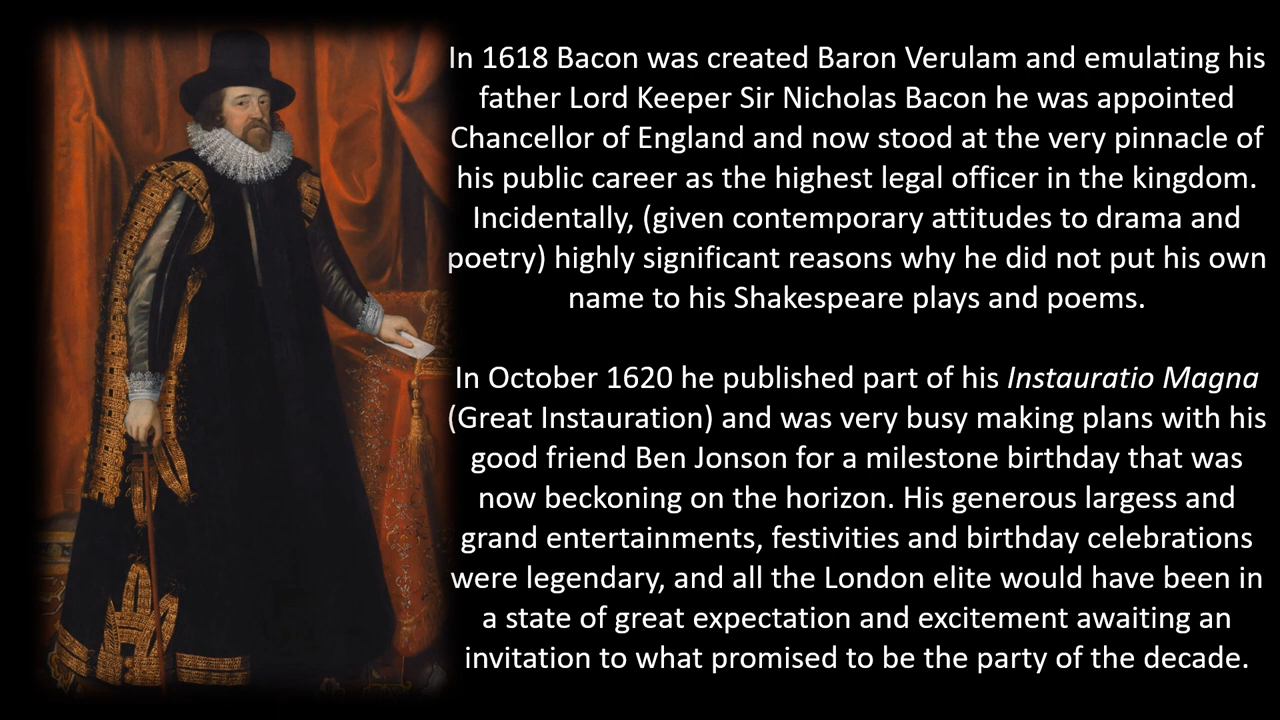 In 1618 Bacon was created Baron Verulam and emulating his
father Lord Keeper Sir Nicholas Bacon he was appointed
Chancellor of England and now stood at the very pinnacle of
his public career as the highest legal officer in the kingdom.
Incidentally, (given contemporary attitudes to drama and
poetry) highly significant reasons why he did not put his own
name to his Shakespeare plays and poems.
In October 1620 he published part of his Instauratio Magna
(Great Instauration) and was very busy making plans with his
good friend Ben Jonson for a milestone birthday that was
now beckoning on the horizon. His generous largess and
grand entertainments, festivities and birthday celebrations
were legendary, and all the London elite would have been in
a state of great expectation and excitement awaiting an
invitation to what promised to be the party of the decade.